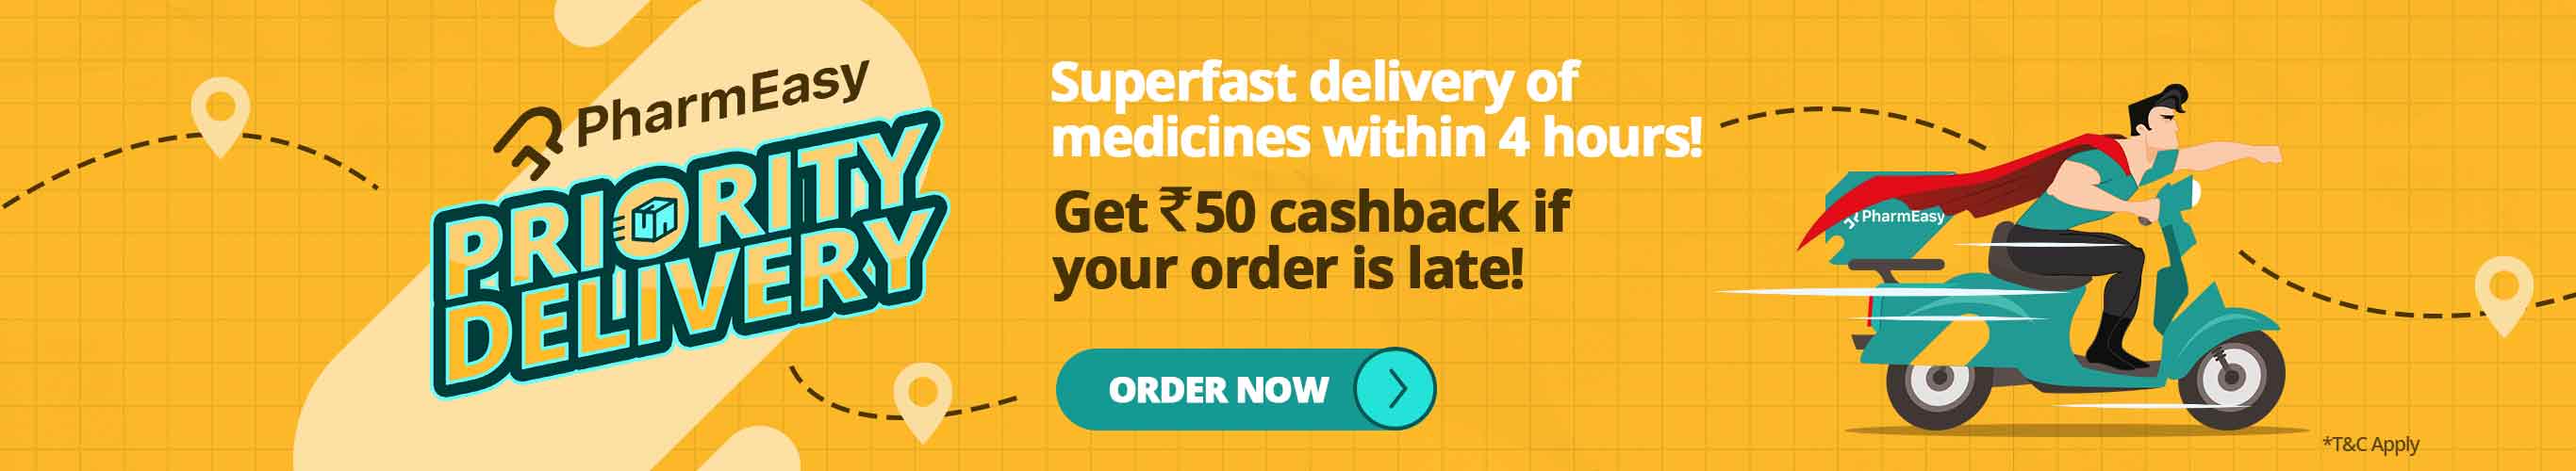 PharmEasy
PRIORITY
DELIVERY
Superfast delivery of
medicines within 4 hours!
Get ₹50 cashback if
your order is late!
ORDER NOW
PharmEasy
*T&C Apply